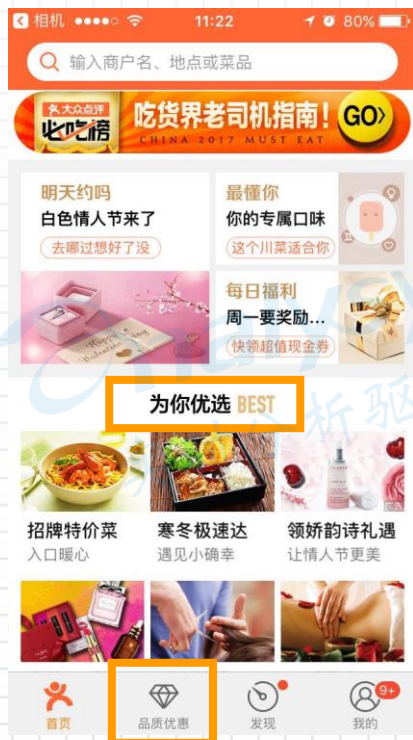 相机 11:22 80%
输入商户名、地点或菜品
大众点评
必吃榜
吃货界老司机指南! GO>
CHINA 2017 MUST EAT
明天约吗
白色情人节来了
去哪过想好了没
最懂你
你的专属口味
这个川菜适合你
每日福利
周一要奖励...
快领超值现金券
Happy Valentine's Day
为你优选 BEST
招牌特价菜
入口暖心
寒冬极速达
遇见小确幸
领娇韵诗礼遇
让情人节更美
广告
首页
品质优惠
发现
9+
我的